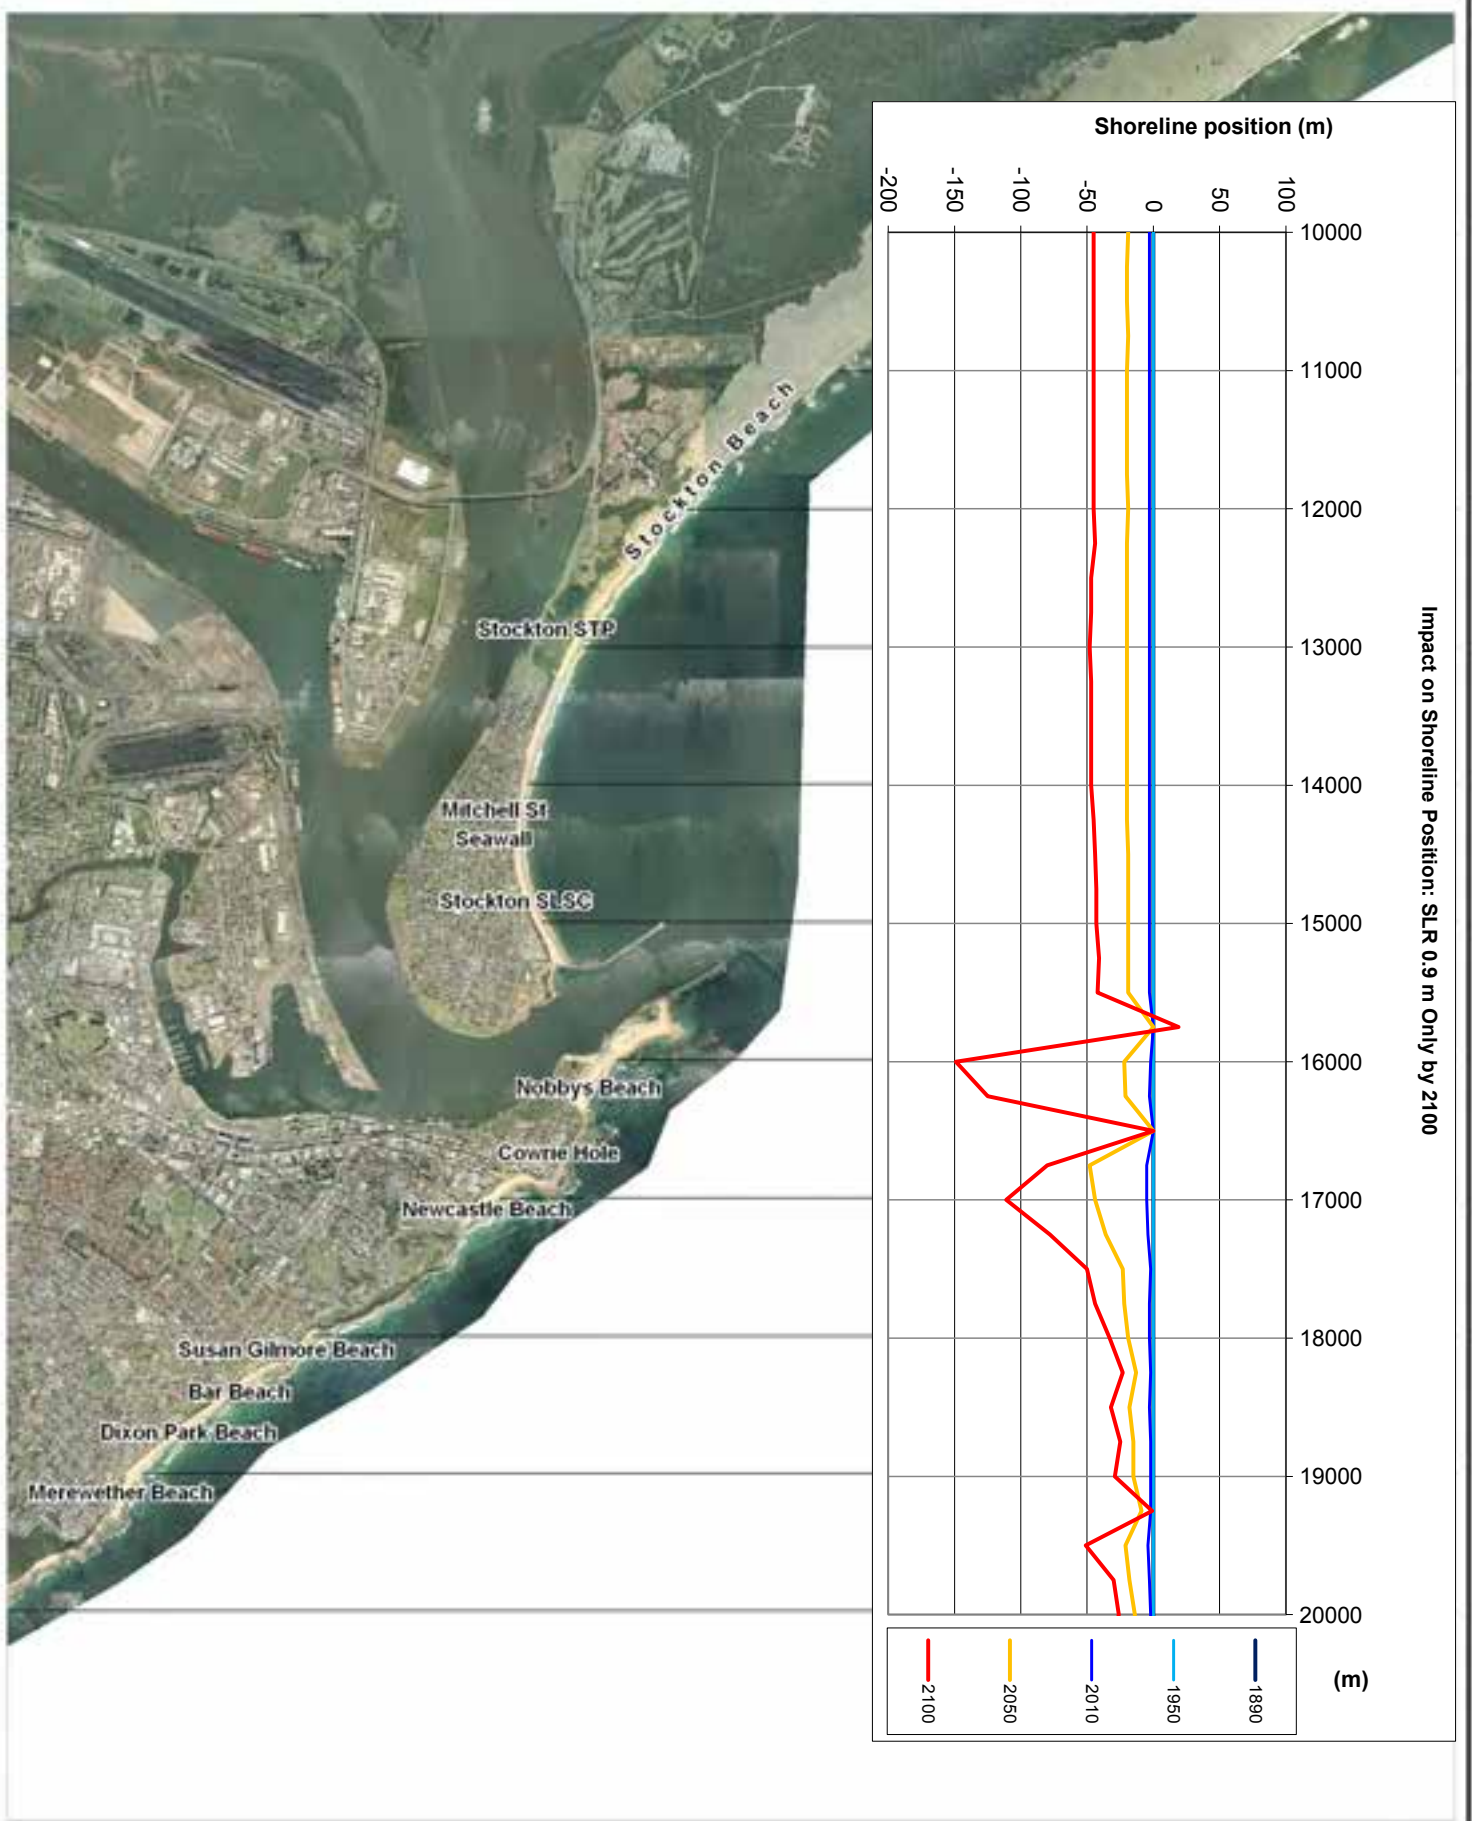 Shoreline position (m)
-200
-150
-100
-50
0
50
100
10000
11000
12000
13000
14000
15000
16000
17000
18000
19000
20000
(m)
Impact on Shoreline Position: SLR 0.9 m Only by 2100
2100
2050
2010
1950
1890
Stockton Beach
Stockton STP
Mitchell St
Seawall
Stockton SLSC
Nobbys Beach
Cowrie Hole
Newcastle Beach
Susan Gilmore Beach
Bar Beach
Dixon Park Beach
Merewether Beach